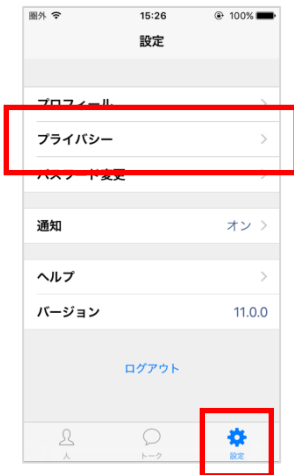 圏外 15:26 100%
設定
プロフィール
プライバシー
パスワード変更
通知 オン
ヘルプ
バージョン 11.0.0
ログアウト
人 トーク 設定